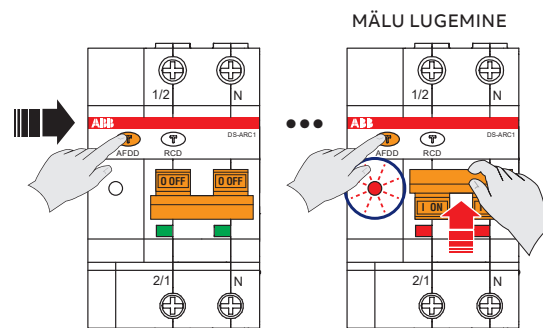 MÄLU LUGEMINE
1/2 N
ABB
DS-ARC1
T T
AFDD RCD
O OFF O OFF
2/1 N
1/2 N
ABB
DS-ARC1
T T
AFDD RCD
I ON I
2/1 N